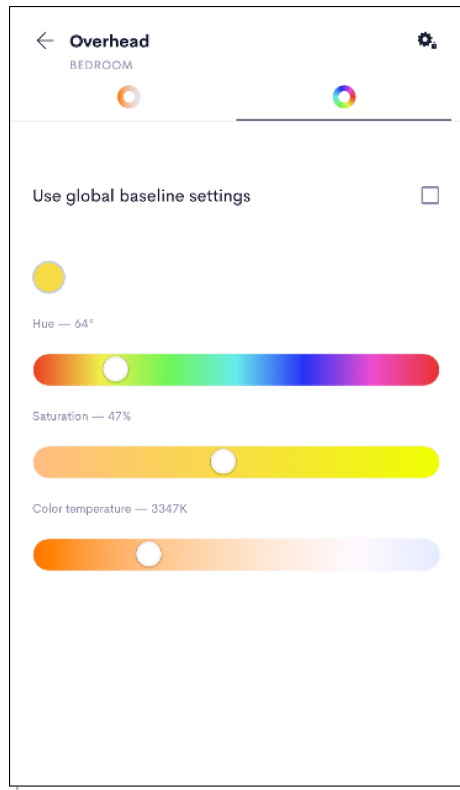 Overhead
BEDROOM
Use global baseline settings
Hue — 64°
Saturation — 47%
Color temperature — 3347K